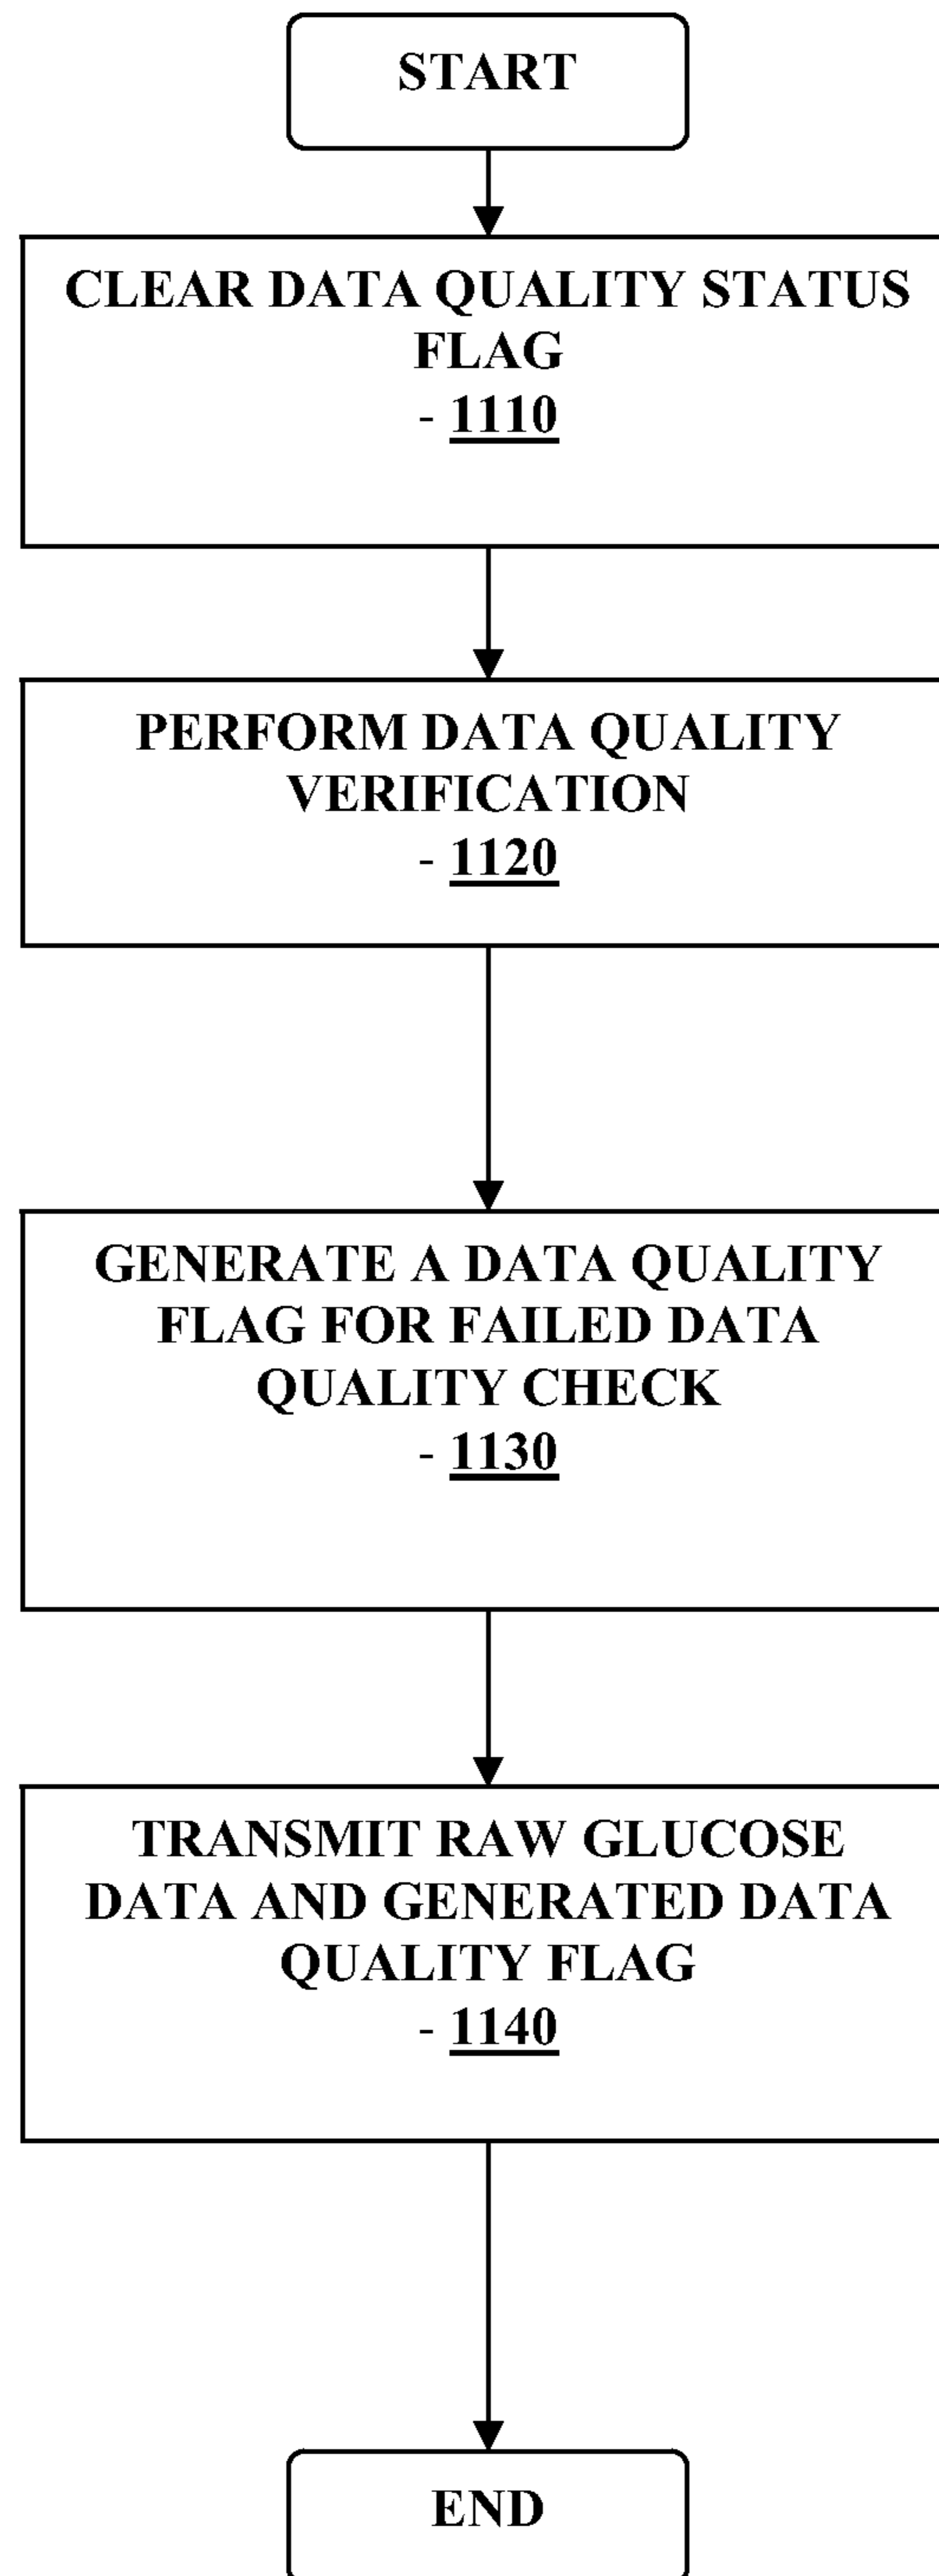 START
CLEAR DATA QUALITY STATUS
FLAG
- 1110
PERFORM DATA QUALITY
VERIFICATION
- 1120
GENERATE A DATA QUALITY
FLAG FOR FAILED DATA
QUALITY CHECK
- 1130
TRANSMIT RAW GLUCOSE
DATA AND GENERATED DATA
QUALITY FLAG
- 1140
END